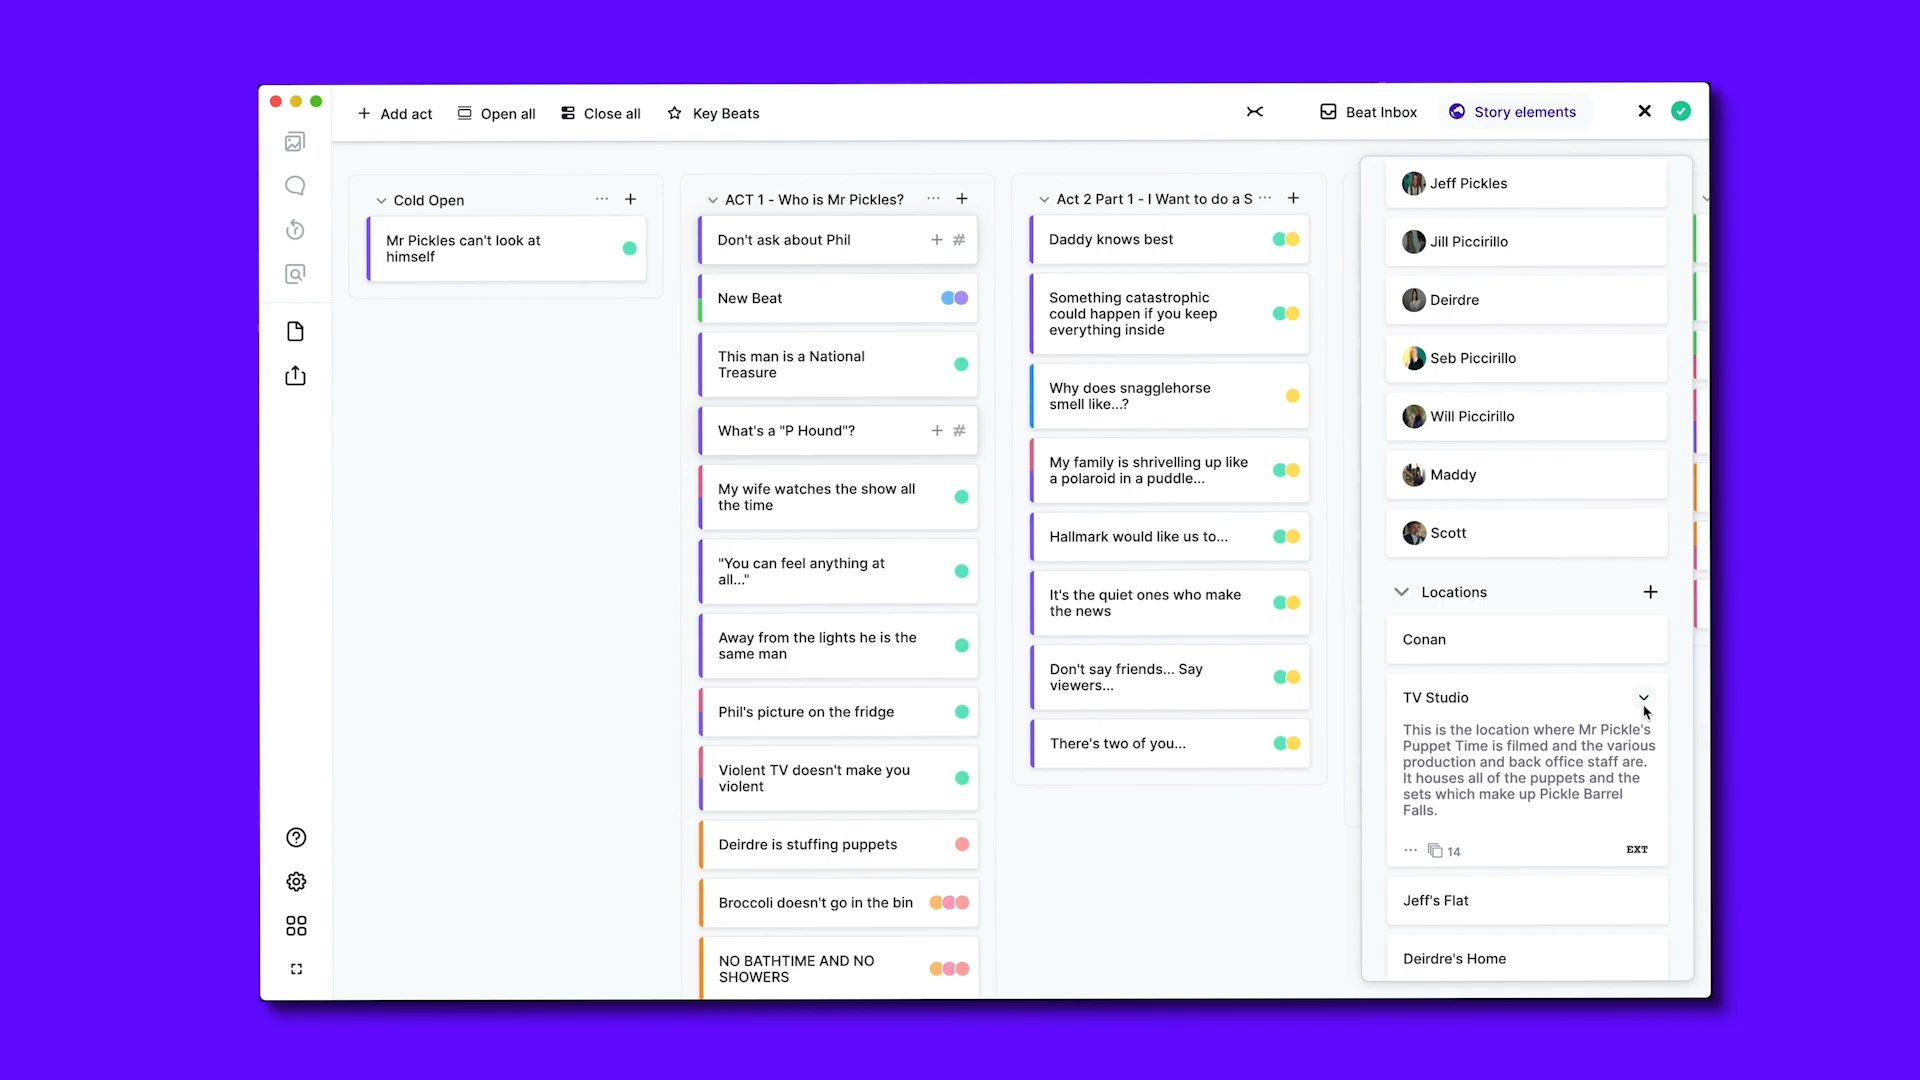 Add act
Open all
Close all
Key Beats
Beat Inbox
Story elements
Cold Open
Mr Pickles can't look at
himself
ACT 1 - Who is Mr Pickles?
Don't ask about Phil
New Beat
This man is a National
Treasure
What's a "P Hound"?
My wife watches the show all
the time
"You can feel anything at
all..."
Away from the lights he is the
same man
Phil's picture on the fridge
Violent TV doesn't make you
violent
Deirdre is stuffing puppets
Broccoli doesn't go in the bin
NO BATHTIME AND NO
SHOWERS
Act 2 Part 1 - I Want to do a S
Daddy knows best
Something catastrophic
could happen if you keep
everything inside
Why does snagglehorse
smell like...?
My family is shrivelling up like
a polaroid in a puddle...
Hallmark would like us to...
It's the quiet ones who make
the news
Don't say friends... Say
viewers...
There's two of you...
Jeff Pickles
Jill Piccirillo
Deirdre
Seb Piccirillo
Will Piccirillo
Maddy
Scott
Locations
Conan
TV Studio
This is the location where Mr Pickle's
Puppet Time is filmed and the various
production and back office staff are.
It houses all of the puppets and the
sets which make up Pickle Barrel
Falls.
14
EXT
Jeff's Flat
Deirdre's Home